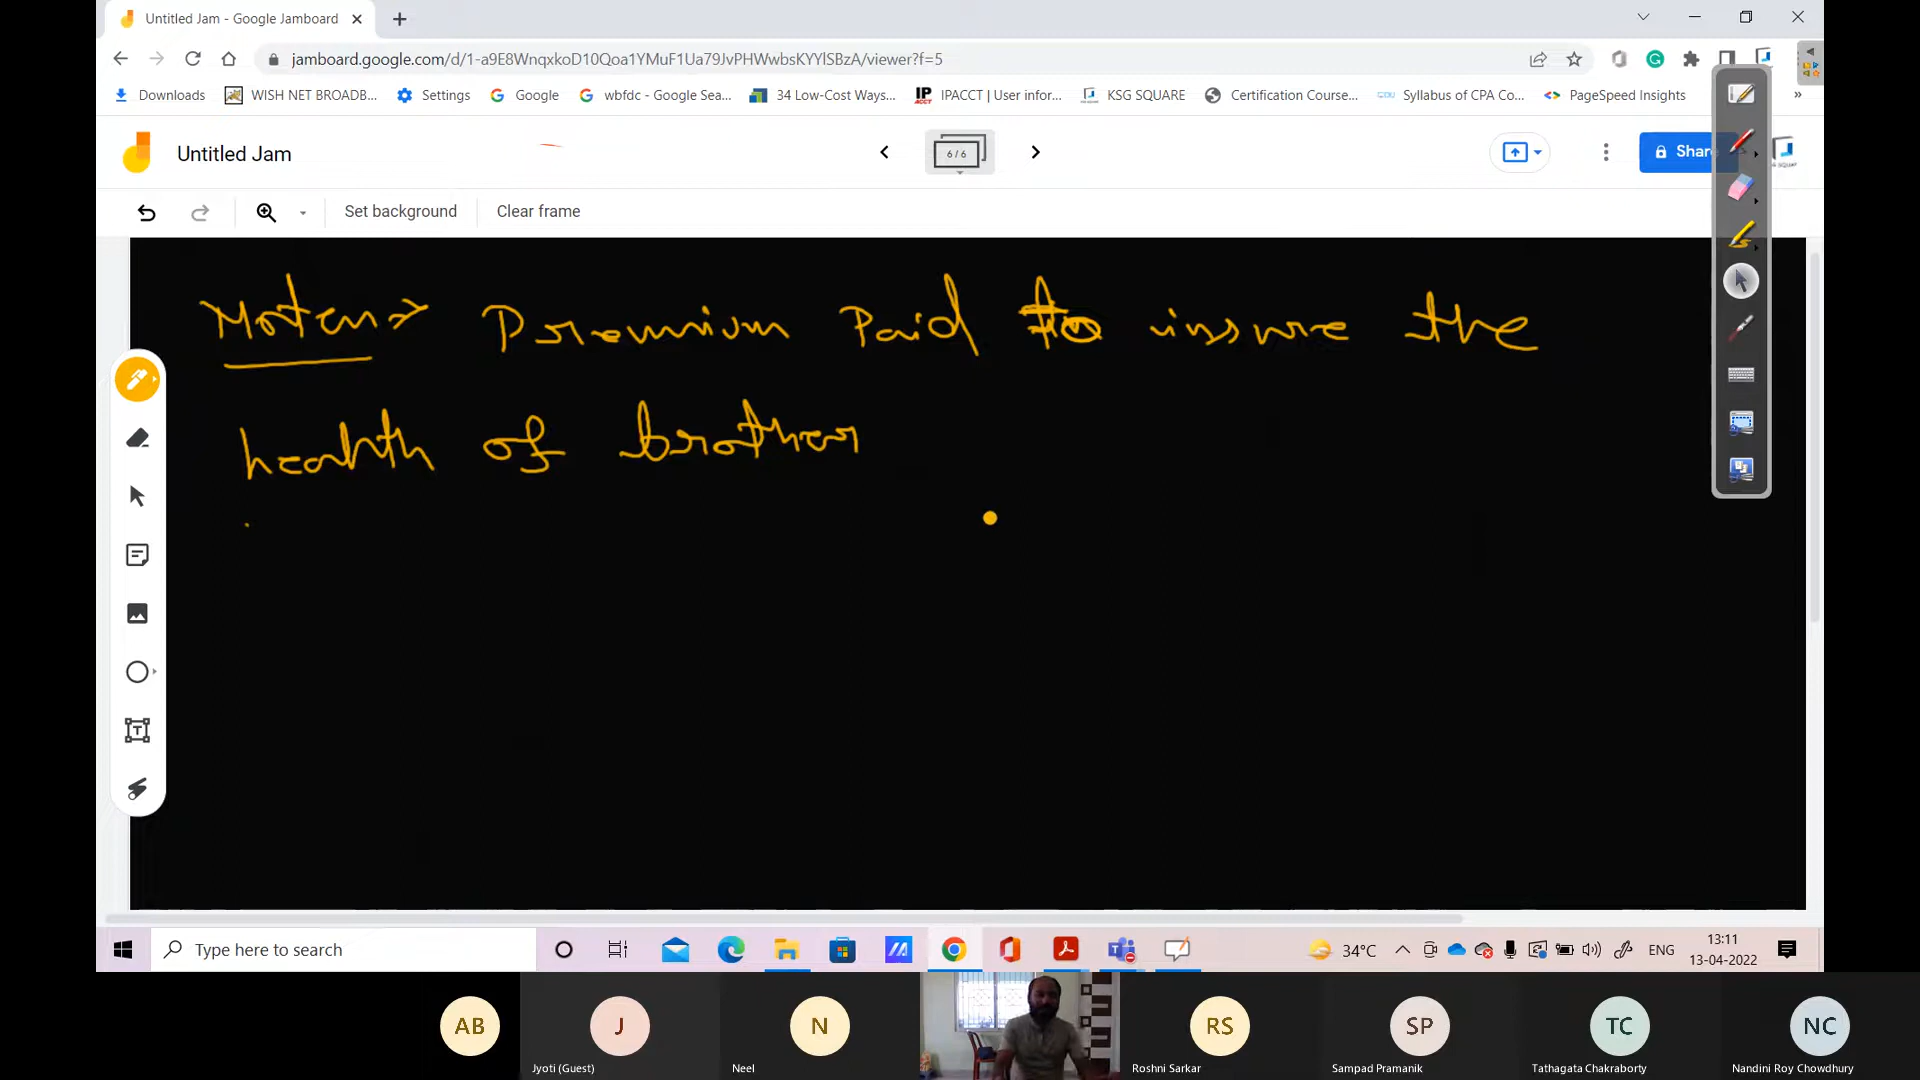 Untitled Jam - Google Jamboard
jamboard.google.com/d/1-a9E8WnqxkoD10Qoa1YMuF1Ua79JvPHWwbsKYYlSBzA/viewer?f=5
Downloads WISH NET BROADB... Settings Google wbfdc - Google Sea... 34 Low-Cost Ways... IP IPACCT IPACCT | User infor... KSG SQUARE Certification Course... Syllabus of CPA Co... PageSpeed Insights »
Untitled Jam 6/6 Share
Set background Clear frame
Premium Paid to insure the
health of brother
Type here to search 34°C ENG 13:11
13-04-2022
AB J N RS SP TC NC
Jyoti (Guest) Neel Roshni Sarkar Sampad Pramanik Tathagata Chakraborty Nandini Roy Chowdhury